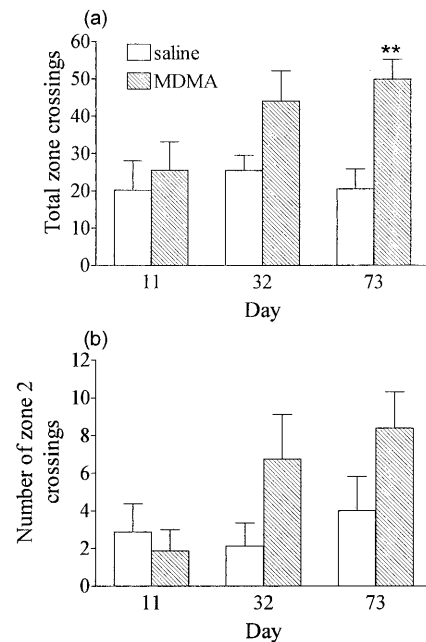 (a)
saline
MDMA
**
60
50
40
30
20
10
0
Total zone crossings
11 32 73
Day
(b)
12
10
8
6
4
2
0
Number of zone 2
crossings
11 32 73
Day